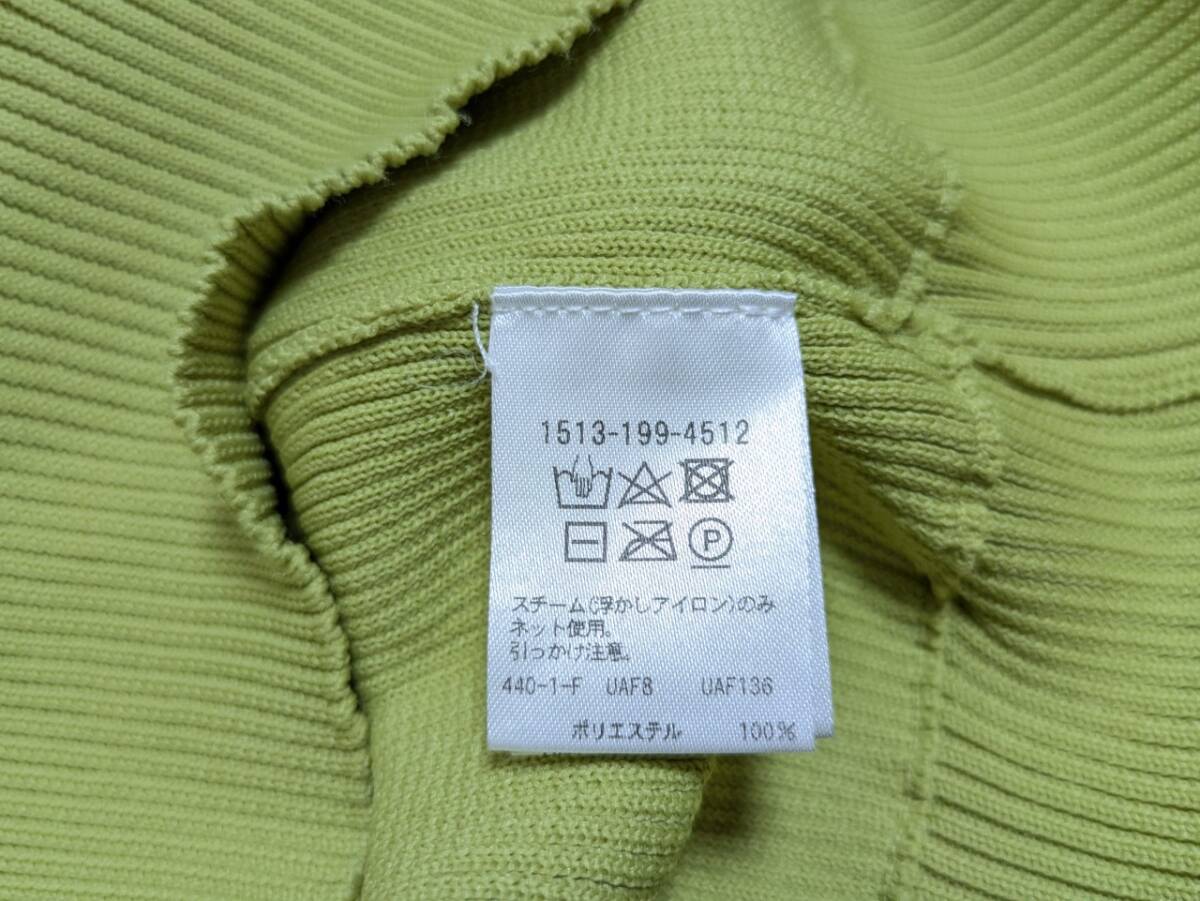 1513-199-4512
P
スチーム(浮かしアイロン)のみ
ネット使用。
引っかけ注意。
440-1-F UAF8 UAF136
ポリエステル 100%